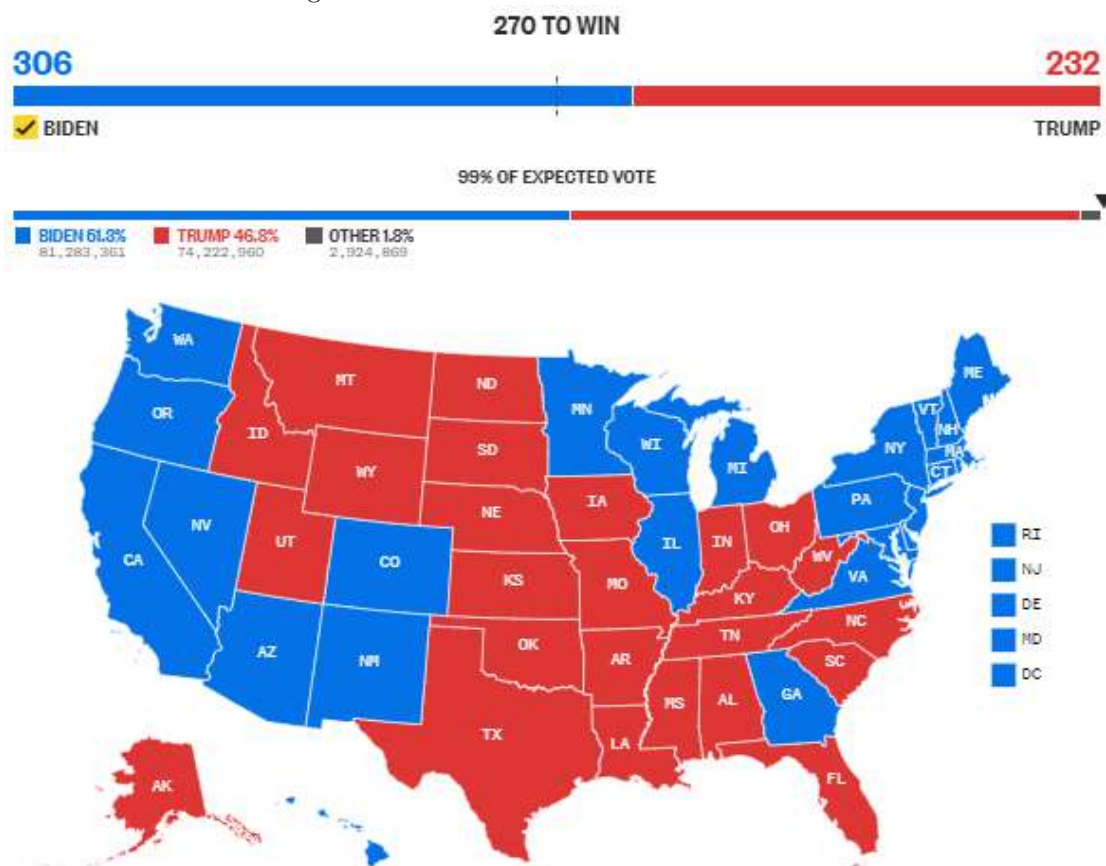 270 TO WIN
306 232
BIDEN TRUMP
99% OF EXPECTED VOTE
BIDEN 61.3% TRUMP 46.8% OTHER 1.8%
81,283,361 74,222,960 2,924,869
WA
ME
MT ND
OR MN VT
ID NH
WI NY
SD MA
WY MI CT
PA
NE IA
NV OH
UT IN RI
CA CO IL WV
KS MO VA NJ
KY
DE
NC
TN
AZ NM OK AR SC MD
DC
MS AL GA
TX LA
AK FL